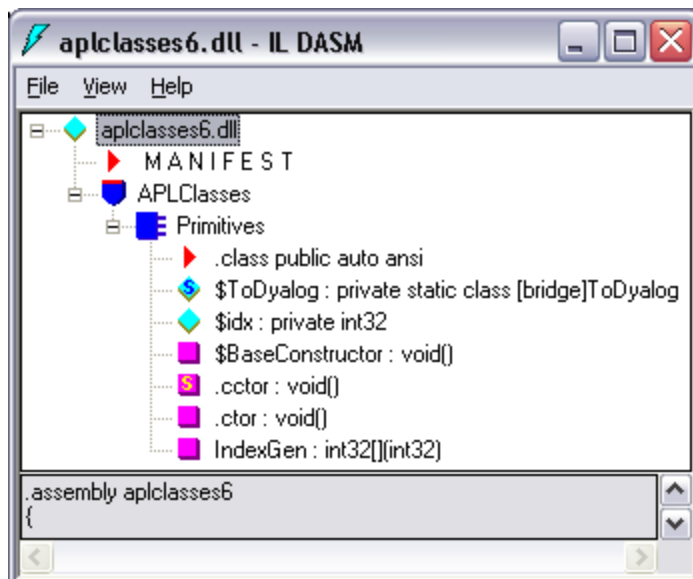 aplclasses6.dll - IL DASM
File View Help
aplclasses6.dll
M A N I F E S T
APLClasses
Primitives
.class public auto ansi
$ToDyalog : private static class [bridge]ToDyalog
$idx : private int32
$BaseConstructor : void()
.cctor : void()
.ctor : void()
IndexGen : int32[](int32)
.assembly aplclasses6
{